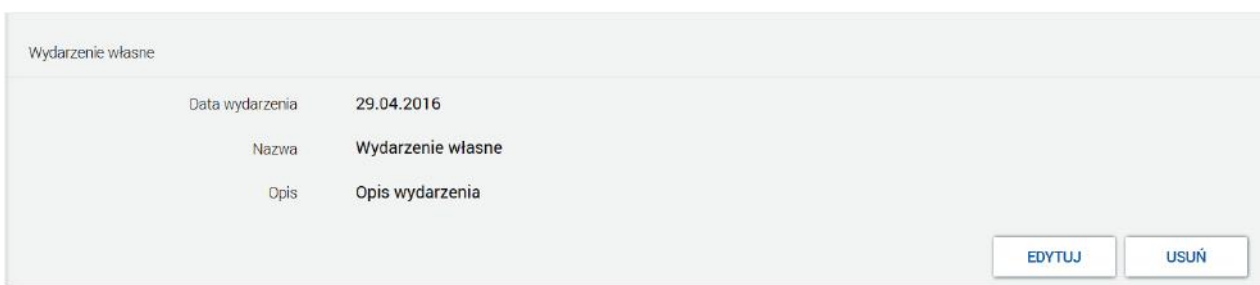 Wydarzenie własne
Data wydarzenia 29.04.2016
Nazwa Wydarzenie własne
Opis Opis wydarzenia
EDYTUJ USUŃ